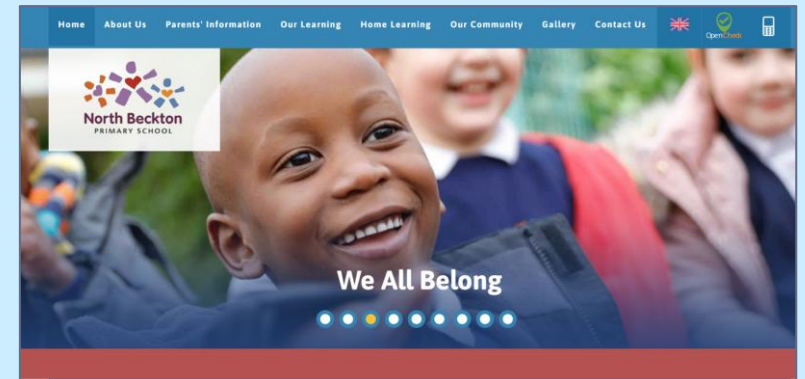 Home About Us Parents' Information Our Learning Home Learning Our Community Gallery Contact Us
OpenCheck
North Beckton
PRIMARY SCHOOL
We All Belong